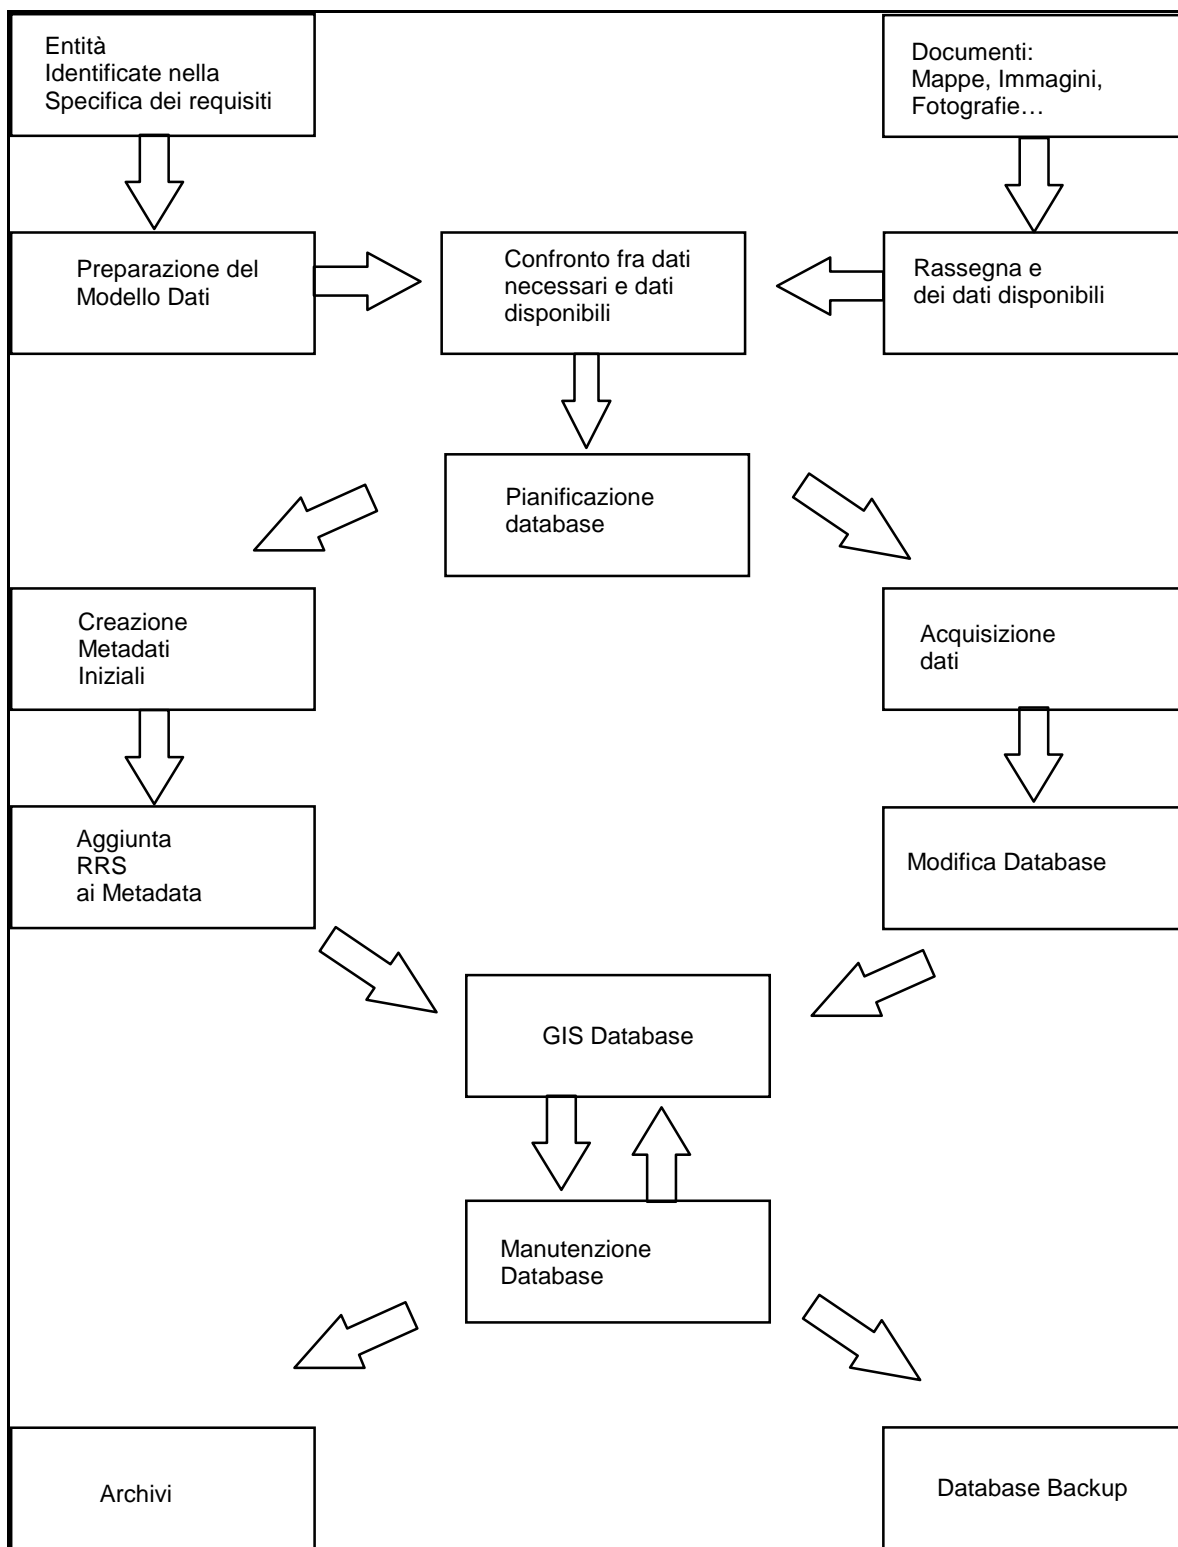 Entità
Identificate nella
Specifica dei requisiti
Documenti:
Mappe, Immagini,
Fotografie…
Preparazione del
Modello Dati
Confronto fra dati
necessari e dati
disponibili
Rassegna e
dei dati disponibili
Pianificazione
database
Creazione
Metadati
Iniziali
Acquisizione
dati
Aggiunta
RRS
ai Metadata
Modifica Database
GIS Database
Manutenzione
Database
Archivi
Database Backup